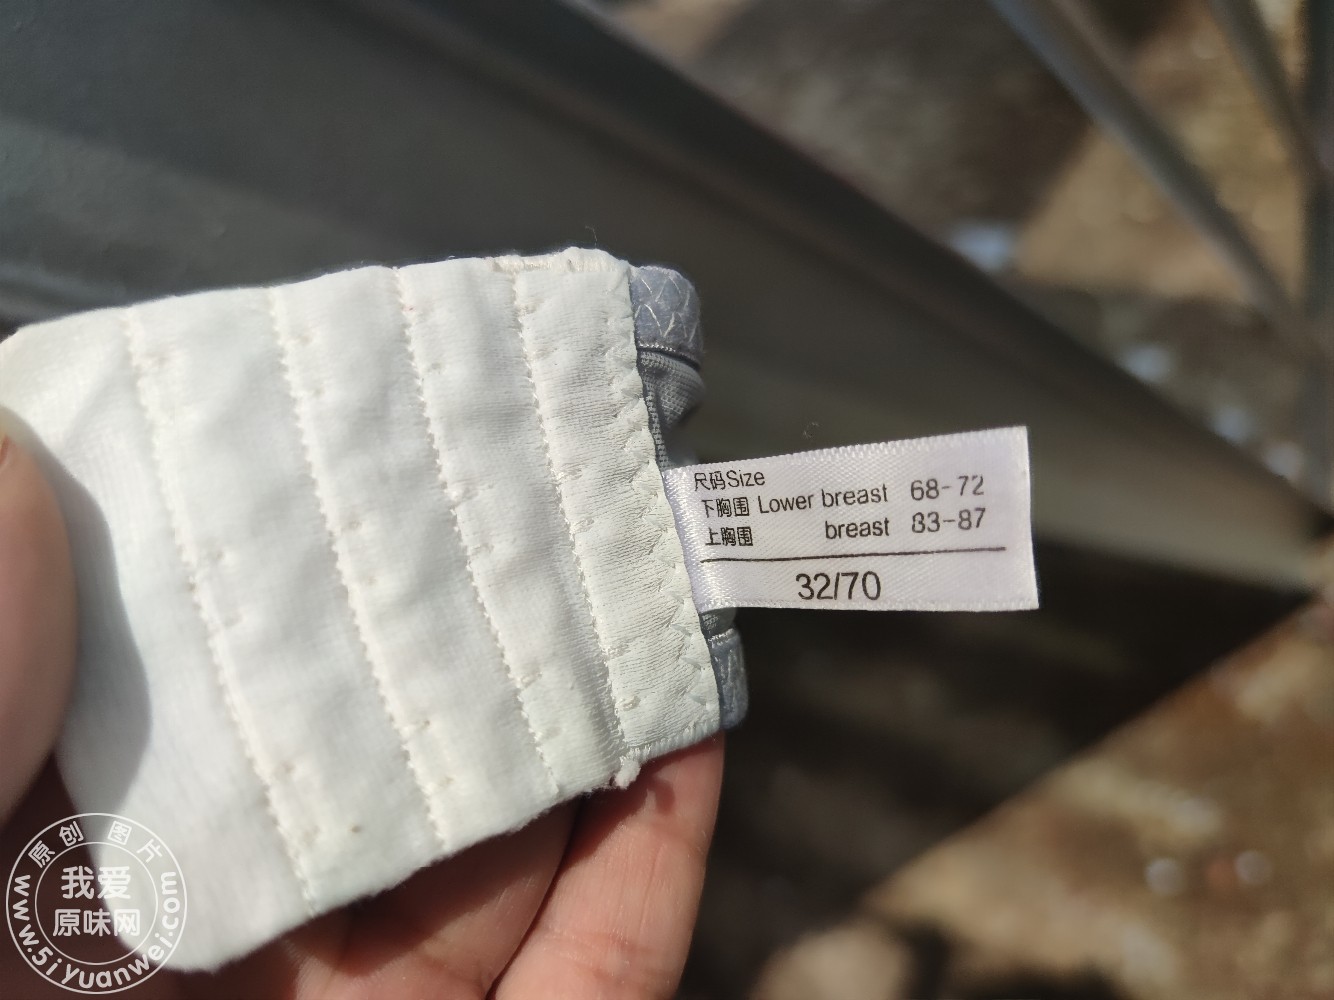 尺码Size
下胸围 Lower breast 68-72
上胸围 breast 83-87
32/70
原创图片
我爱
原味网
www.5iyuanwei.com